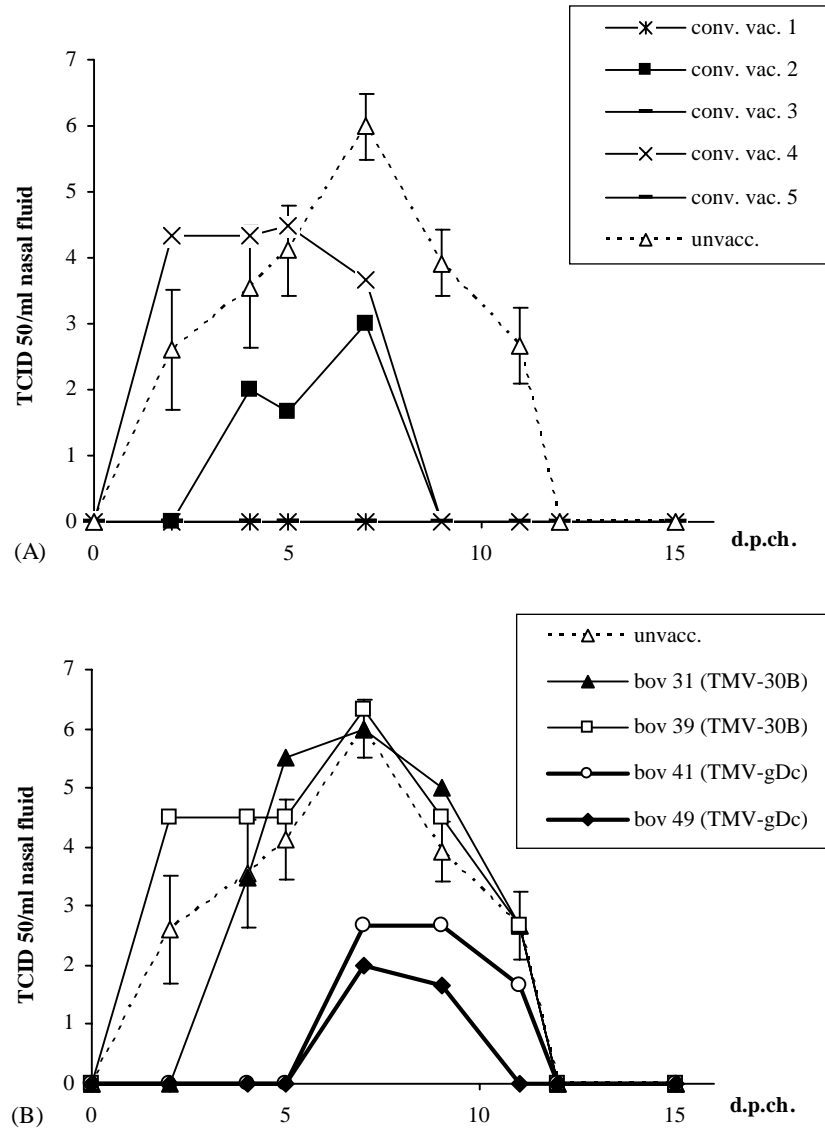 conv. vac. 1
conv. vac. 2
conv. vac. 3
conv. vac. 4
conv. vac. 5
unvacc.
TCID 50/ml nasal fluid
7
6
5
4
3
2
1
0
0 5 10 15
d.p.ch.
(A)
unvacc.
bov 31 (TMV-30B)
bov 39 (TMV-30B)
bov 41 (TMV-gDc)
bov 49 (TMV-gDc)
TCID 50/ml nasal fluid
7
6
5
4
3
2
1
0
0 5 10 15
d.p.ch.
(B)